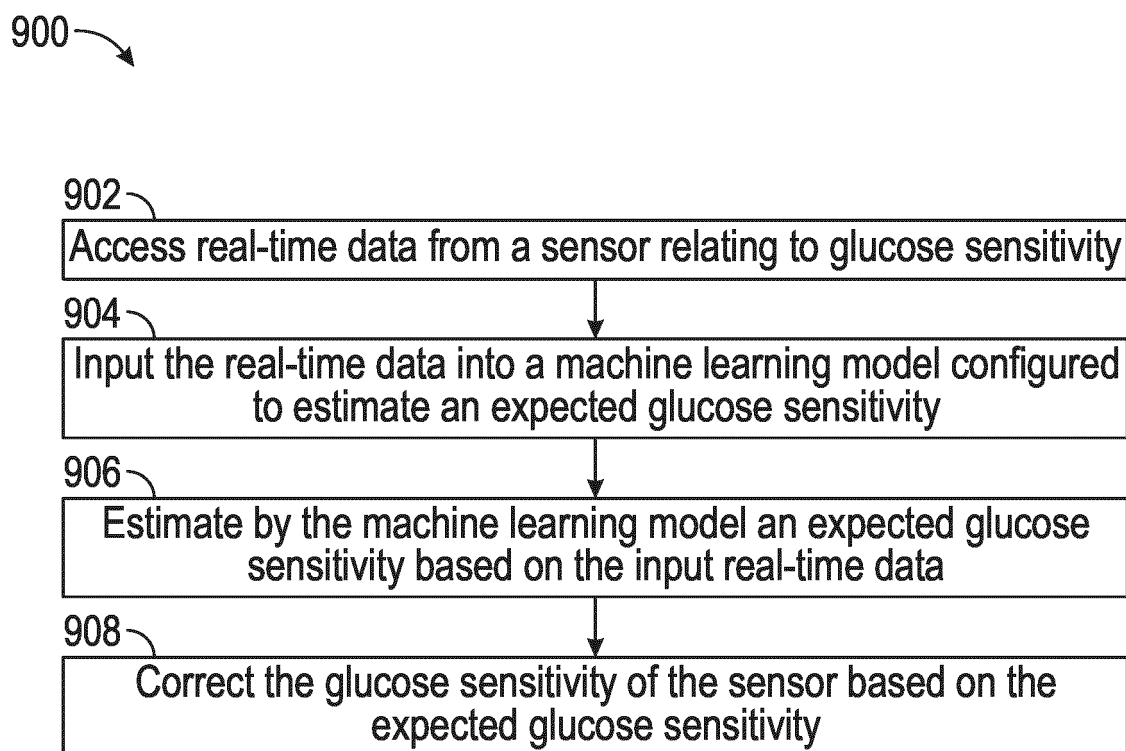 900
902
Access real-time data from a sensor relating to glucose sensitivity
904
Input the real-time data into a machine learning model configured
to estimate an expected glucose sensitivity
906
Estimate by the machine learning model an expected glucose
sensitivity based on the input real-time data
908
Correct the glucose sensitivity of the sensor based on the
expected glucose sensitivity